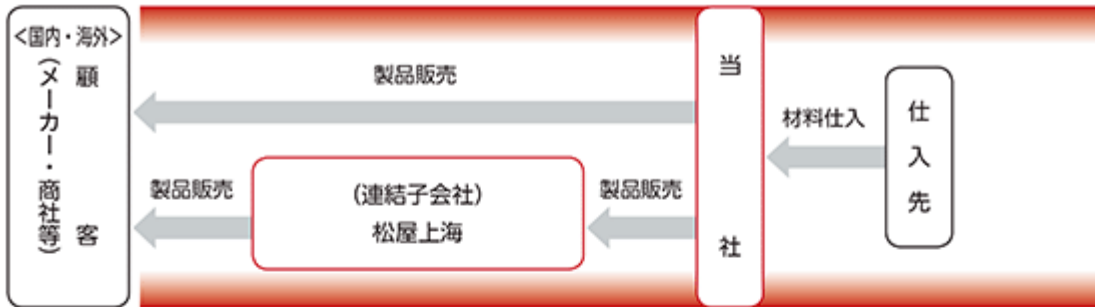 <国内・海外>
顧客
(メーカー・商社等)
製品販売
製品販売
(連結子会社)
松屋上海
製品販売
当社
材料仕入
仕入先